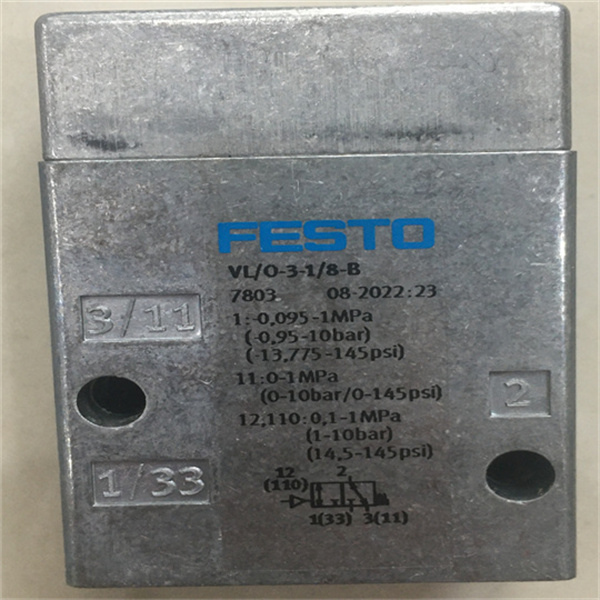 FESTO
VL/O-3-1/8-B
7803 08-2022:23
3/11
1:-0,095-1MPa
(-0,95-10bar)
(-13,775-145psi)
11:0-1MPa
(0-10bar/0-145psi)
2
12,110:0,1-1MPa
(1-10bar)
(14,5-145psi)
1/33
12 2
(110)
1(33) 3(11)